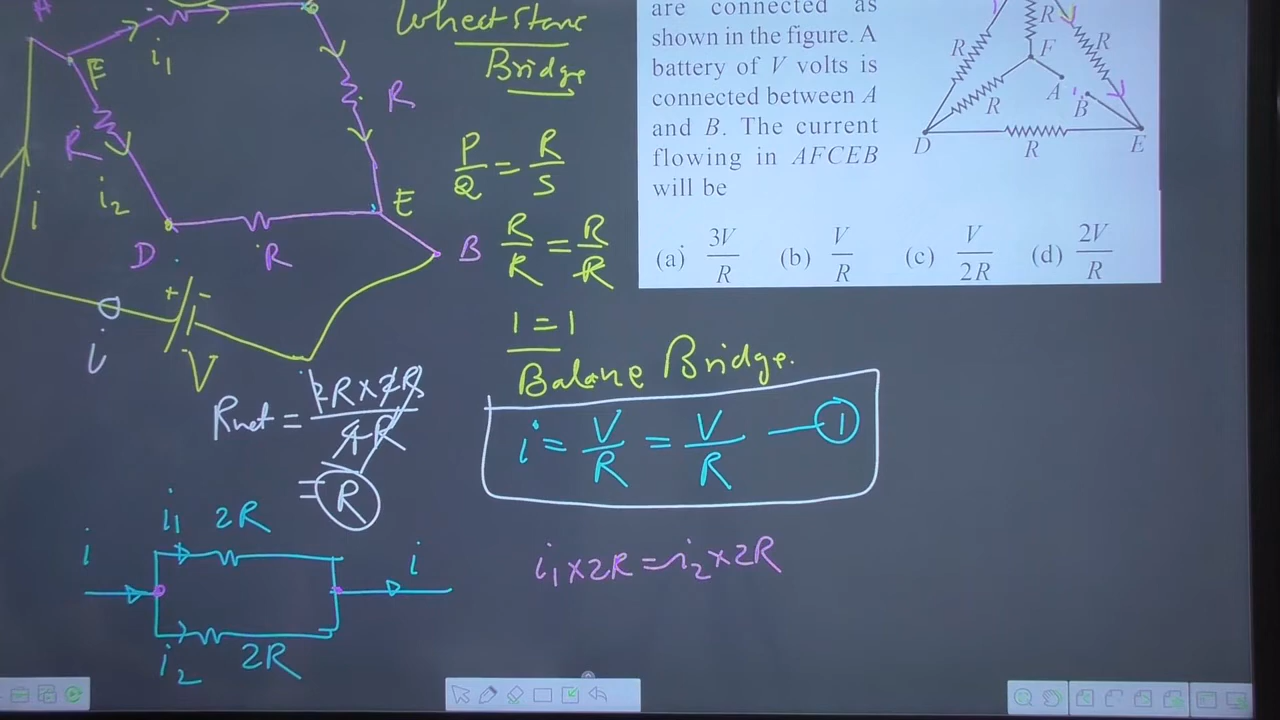 Wheatstone
Bridge
A
F
i₁
R
R
i₂
i
D
R
E
B
i
V
+ -
P/Q = R/S
R/R = R/R
1 = 1
Balane Bridge.
Rnet = 2R×2R/4R
= R
i = V/R = V/R — 1
i₁ 2R
i
i
i₂ 2R
i₁×2R = i₂×2R
are connected as
shown in the figure. A
battery of V volts is
connected between A
and B. The current
flowing in AFCEB
will be
R
R
F
R
R
A
B
D
R
E
(a) 3V/R (b) V/R (c) V/2R (d) 2V/R